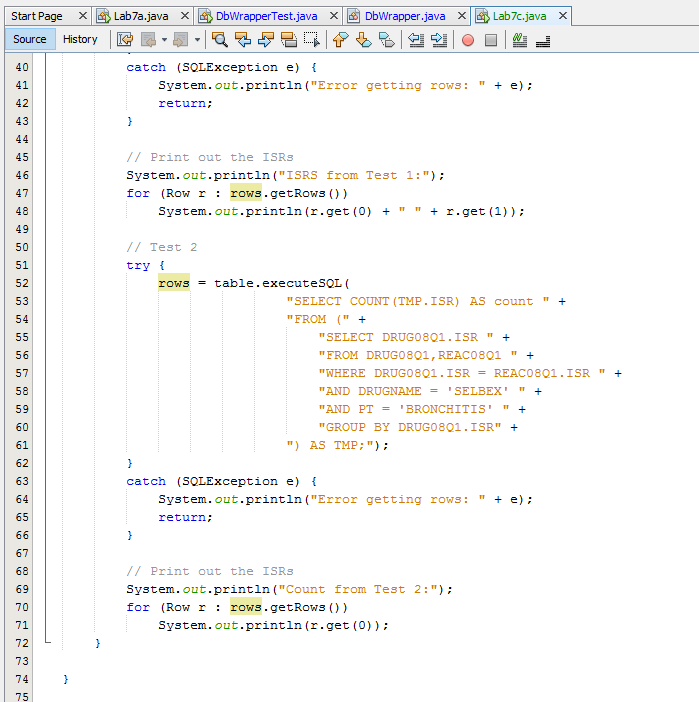 Start Page Lab7a.java DbWrapperTest.java DbWrapper.java Lab7c.java
Source History
40 catch (SQLException e) {
41 System.out.println("Error getting rows: " + e);
42 return;
43 }
44
45 // Print out the ISRs
46 System.out.println("ISRS from Test 1:");
47 for (Row r : rows.getRows())
48 System.out.println(r.get(0) + " " + r.get(1));
49
50 // Test 2
51 try {
52 rows = table.executeSQL(
53 "SELECT COUNT(TMP.ISR) AS count " +
54 "FROM (" +
55 "SELECT DRUG08Q1.ISR " +
56 "FROM DRUG08Q1,REAC08Q1 " +
57 "WHERE DRUG08Q1.ISR = REAC08Q1.ISR " +
58 "AND DRUGNAME = 'SELBEX' " +
59 "AND PT = 'BRONCHITIS' " +
60 "GROUP BY DRUG08Q1.ISR" +
61 ") AS TMP;");
62 }
63 catch (SQLException e) {
64 System.out.println("Error getting rows: " + e);
65 return;
66 }
67
68 // Print out the ISRs
69 System.out.println("Count from Test 2:");
70 for (Row r : rows.getRows())
71 System.out.println(r.get(0));
72 }
73
74 }
75